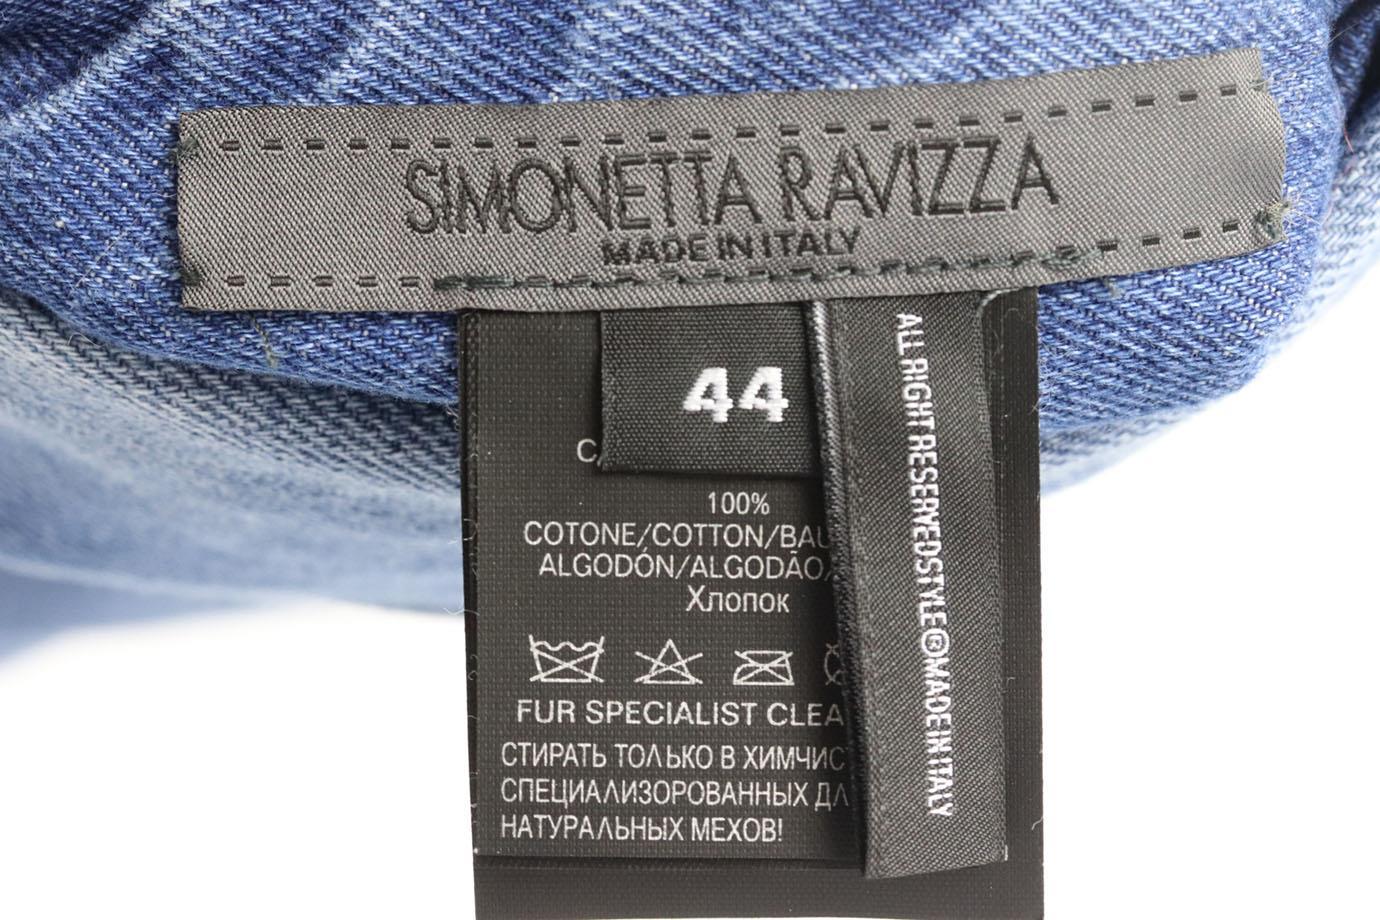 SIMONETTA RAVIZZA
MADE IN ITALY
44
100%
COTONE/COTTON/BAU
ALGODÓN/ALGODÃO/
Хлопок
FUR SPECIALIST CLEA
СТИРАТЬ ТОЛЬКО В ХИМЧИС
СПЕЦИАЛИЗОРОВАННЫХ ДЛ
НАТУРАЛЬНЫХ МЕХОВ!
ALL RIGHT RESERVED STYLE® MADE IN ITALY